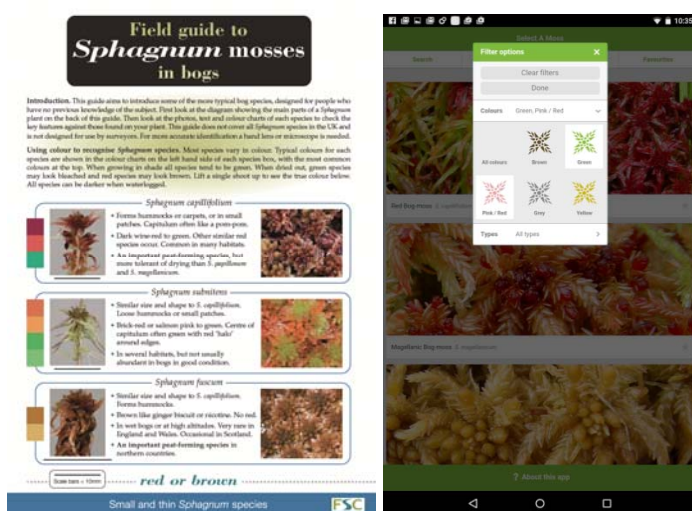 Field guide to
Sphagnum mosses
in bogs
Introduction. This guide aims to introduce some of the more typical bog species, designed for people who
have no previous knowledge of the subject. First look at the diagram showing the main parts of a Sphagnum
plant on the back of this guide. Then look at the photos, text and colour charts of each species to check the
key features against those found on your plant. This guide does not cover all Sphagnum species in the UK and
is not designed for use by surveyors. For more accurate identification a hand lens or microscope is needed.
Using colour to recognise Sphagnum species. Most species vary in colour. Typical colours for each
species are shown in the colour charts on the left hand side of each species box, with the most common
colours at the top. When growing in shade all species tend to be green. When dried out, green species
may look bleached and red species may look brown. Lift a single shoot up to see the true colour below.
All species can be darker when waterlogged.
Sphagnum capillifolium
• Forms hummocks or carpets, or in small
patches. Capitulum often like a pom-pom.
• Dark wine-red to green. Other similar red
species occur. Common in many habitats.
• An important peat-forming species, but
more tolerant of drying than S. papillosum
and S. magellanicum.
Sphagnum subnitens
• Similar size and shape to S. capillifolium.
Loose hummocks or small patches.
• Brick-red or salmon pink to green. Centre of
capitulum often green with red 'halo'
around edges.
• In several habitats, but not usually
abundant in bogs in good condition.
Sphagnum fuscum
• Similar size and shape to S. capillifolium.
Forms hummocks.
• Brown like ginger biscuit or nicotine. No red.
• In wet bogs or at high altitudes. Very rare in
England and Wales. Occasional in Scotland.
• An important peat-forming species in
northern countries.
Scale bars = 10mm
red or brown
Small and thin Sphagnum species
FSC
10:35
Select A Moss
Search
Favourites
Filter options
Clear filters
Done
Colours Green, Pink / Red
All colours Brown Green
Pink / Red Grey Yellow
Types All types
Red Bog-moss
Magellanic Bog-moss S. magellanicum
? About this app